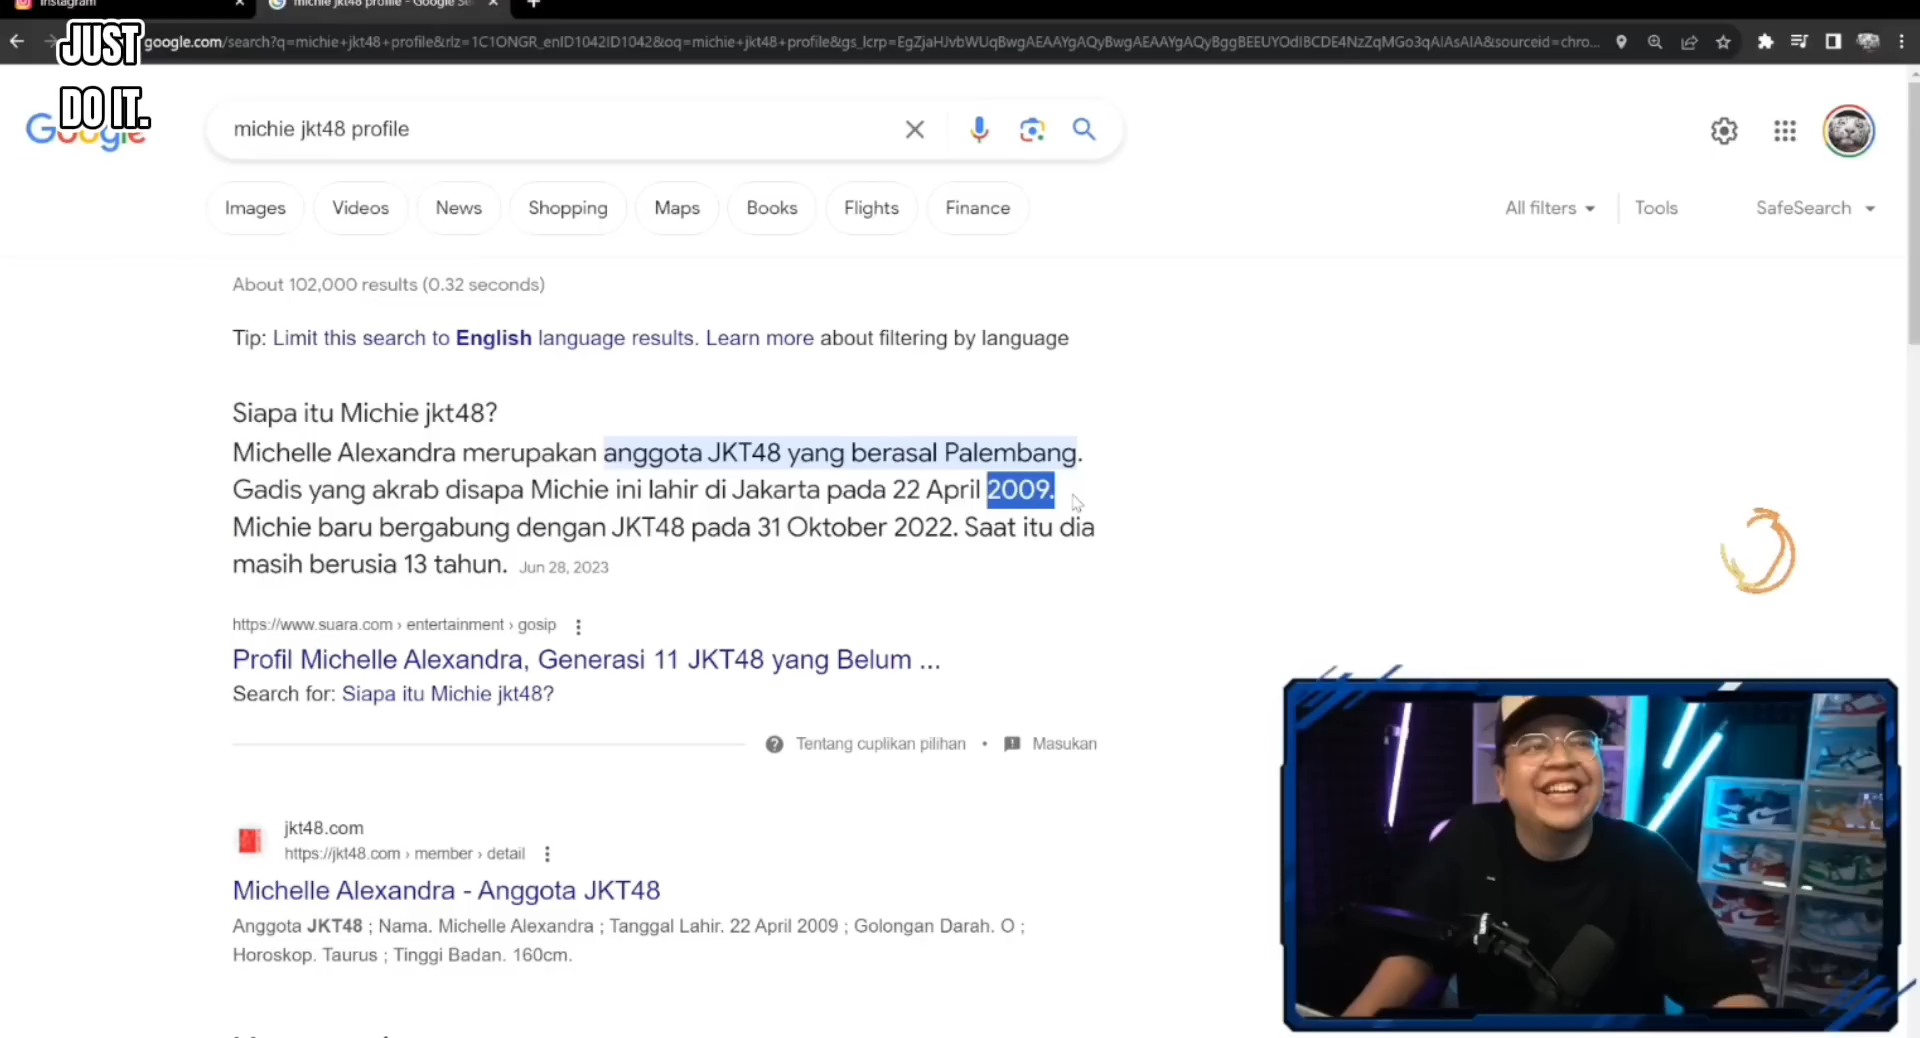 Instagram
michie jkt48 profile - Google Se
JUST
DO IT.
google.com/search?q=michie+jkt48+profile&rlz=1C1ONGR_enID1042ID1042&oq=michie+jkt48+profile&gs_lcrp=EgZjaHJvbWUqBwgAEAAYgAQyBwgAEAAYgAQyBggBEEUYOdIBCDE4NzZqMGo3qAIAsAIA&sourceid=chro...
Google
michie jkt48 profile
Images
Videos
News
Shopping
Maps
Books
Flights
Finance
All filters
Tools
SafeSearch
About 102,000 results (0.32 seconds)
Tip: Limit this search to English language results. Learn more about filtering by language
Siapa itu Michie jkt48?
Michelle Alexandra merupakan anggota JKT48 yang berasal Palembang.
Gadis yang akrab disapa Michie ini lahir di Jakarta pada 22 April 2009.
Michie baru bergabung dengan JKT48 pada 31 Oktober 2022. Saat itu dia
masih berusia 13 tahun. Jun 28, 2023
https://www.suara.com › entertainment › gosip
Profil Michelle Alexandra, Generasi 11 JKT48 yang Belum ...
Search for: Siapa itu Michie jkt48?
Tentang cuplikan pilihan • Masukan
jkt48.com
https://jkt48.com › member › detail
Michelle Alexandra - Anggota JKT48
Anggota JKT48 ; Nama. Michelle Alexandra ; Tanggal Lahir. 22 April 2009 ; Golongan Darah. O ;
Horoskop. Taurus ; Tinggi Badan. 160cm.